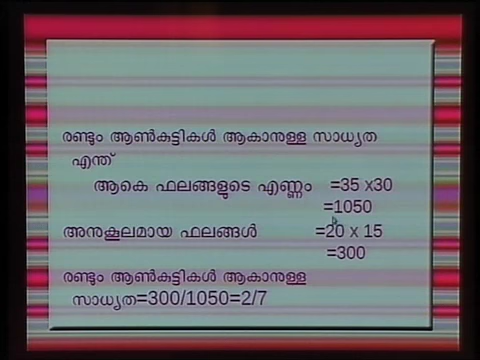 രണ്ടും ആൺകുട്ടികൾ ആകാനുള്ള സാധ്യത
എന്ത്
ആകെ ഫലങ്ങളുടെ എണ്ണം =35 x30
=1050
അനുകൂലമായ ഫലങ്ങൾ =20 x 15
=300
രണ്ടും ആൺകുട്ടികൾ ആകാനുള്ള
സാധ്യത=300/1050=2/7